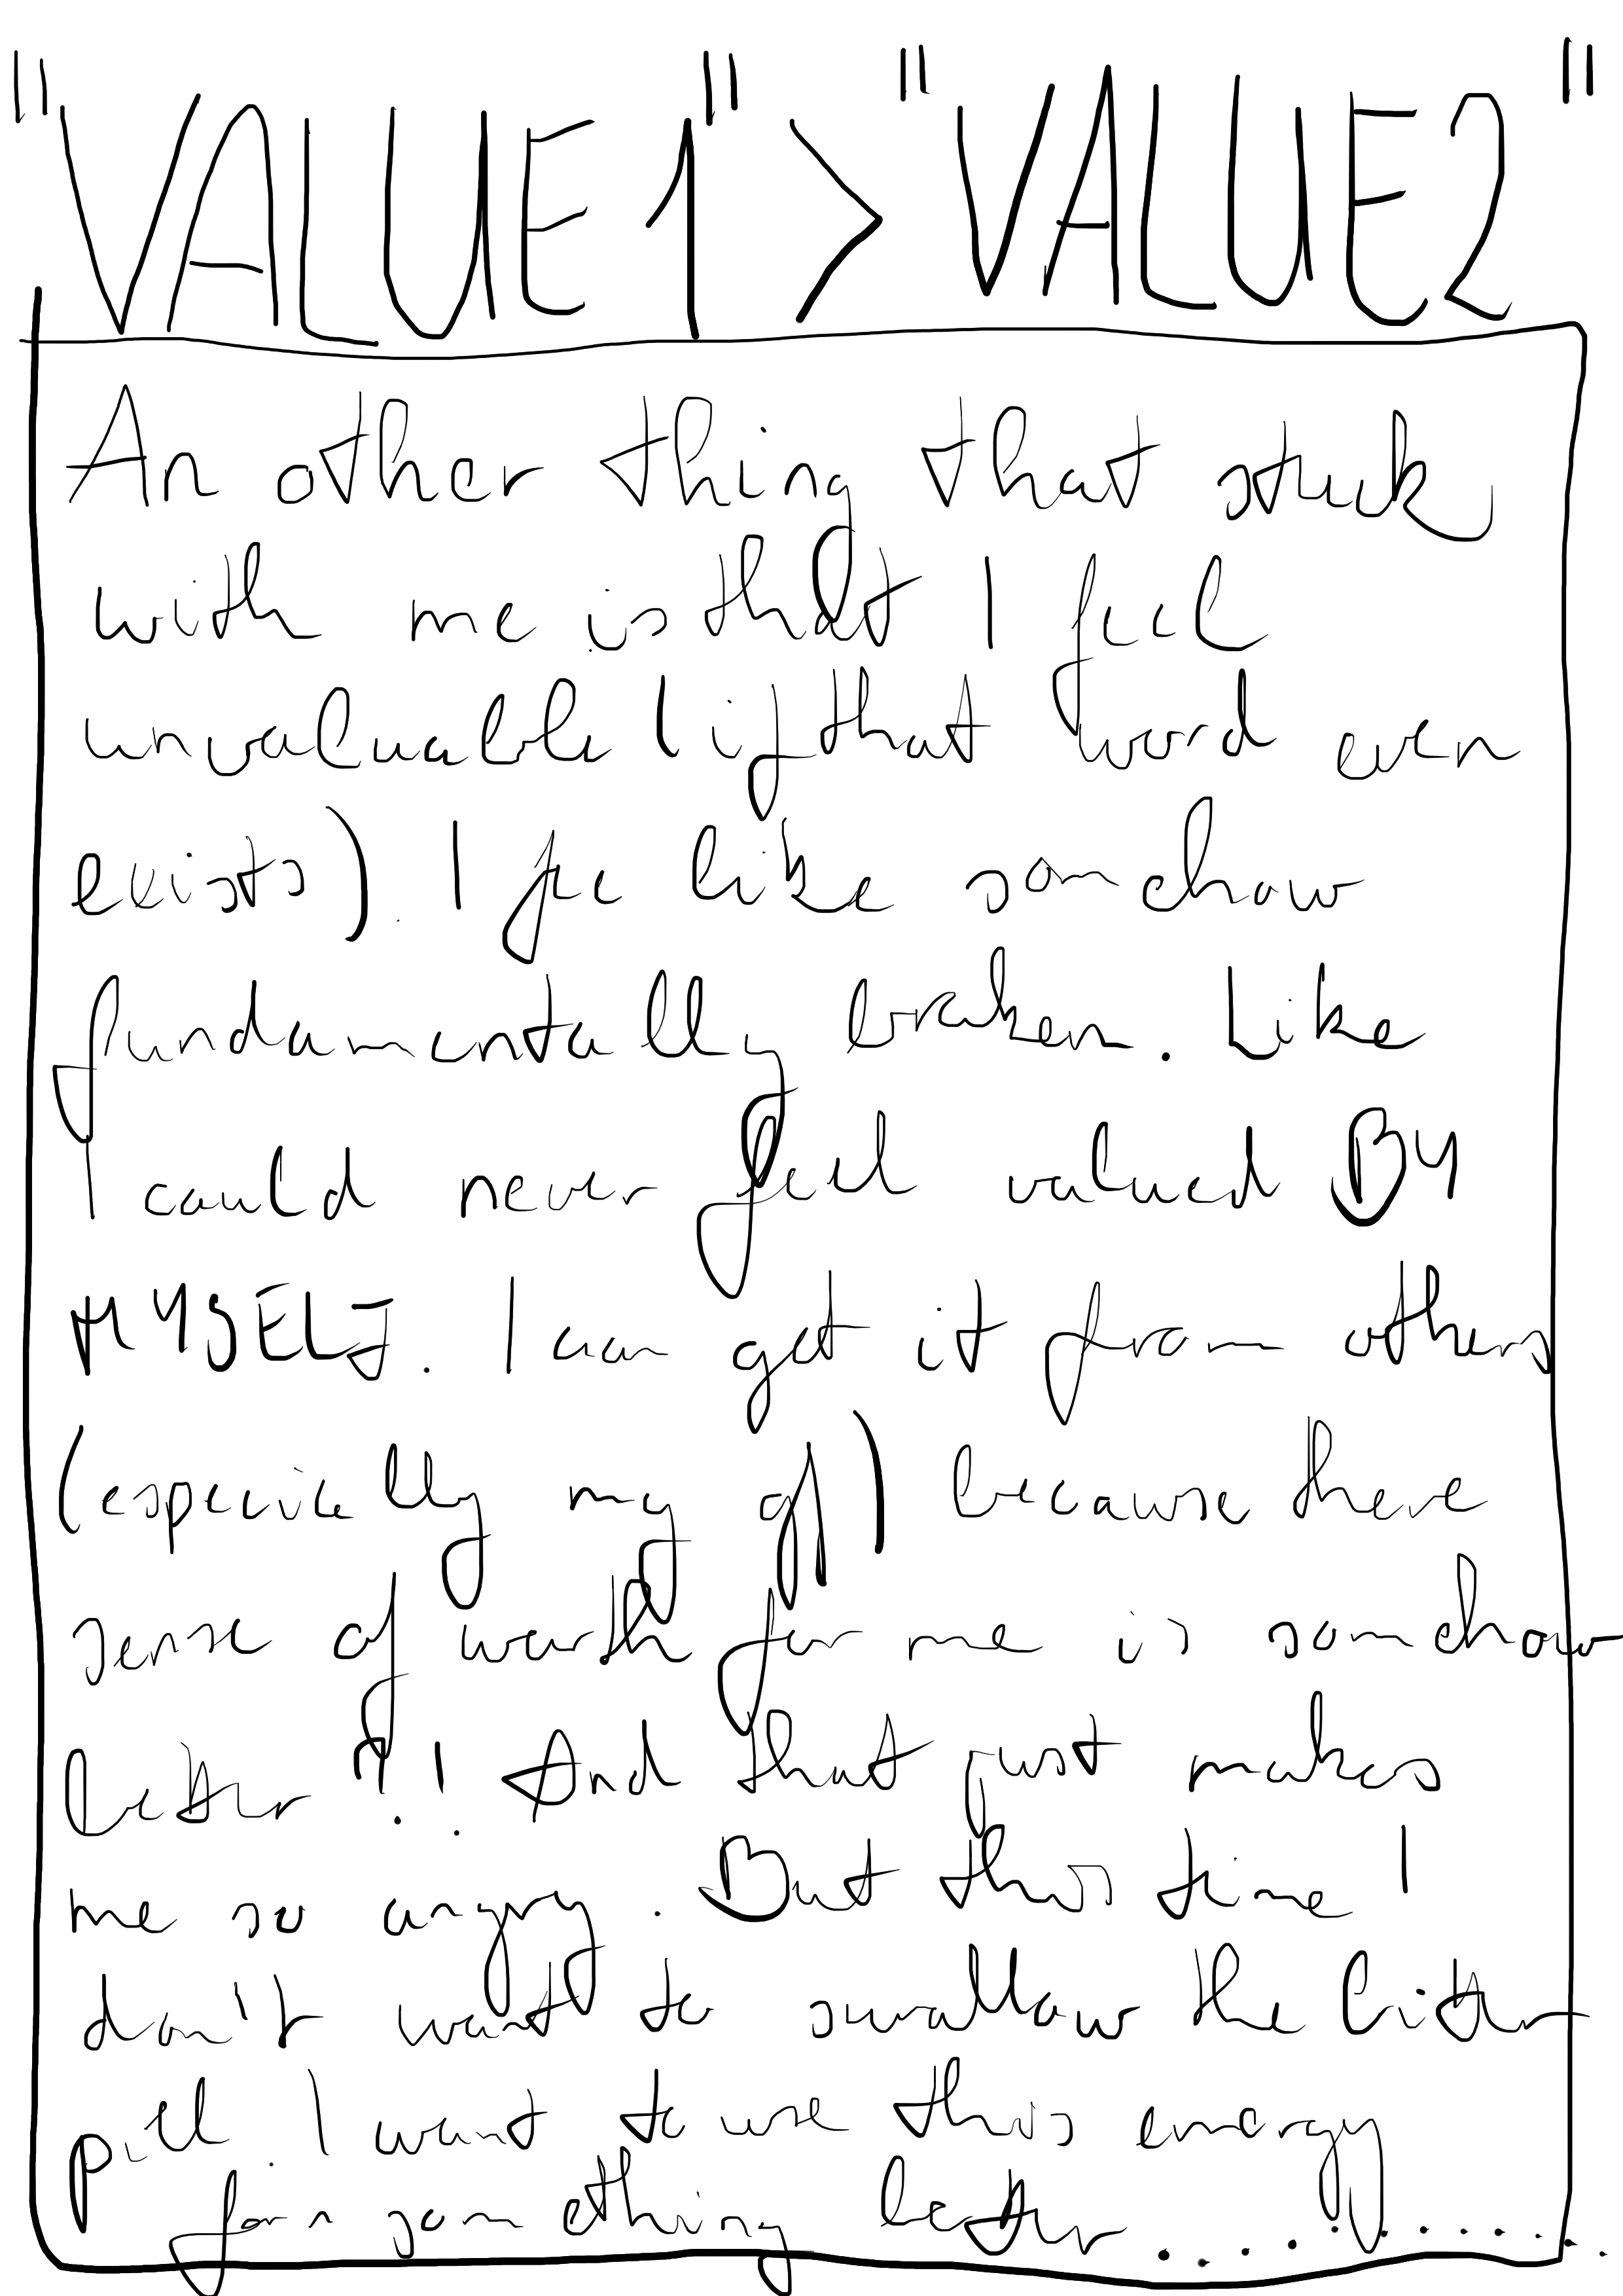 "VALUE 1" > "VALUE2"
An other thing that stuck
with me is that I feel
unvaluable (if that word even
exists). I fee like somehow
fundamentally broken. Like
I could never feel valued BY
MYSELF. I can get it from others
(especially my gf) because there
sense of worth for me is somehow
better?! And that just makes
me so angry. But this time I
don't want to swallow the bitter
pill. I want to use this energy
for something better..........